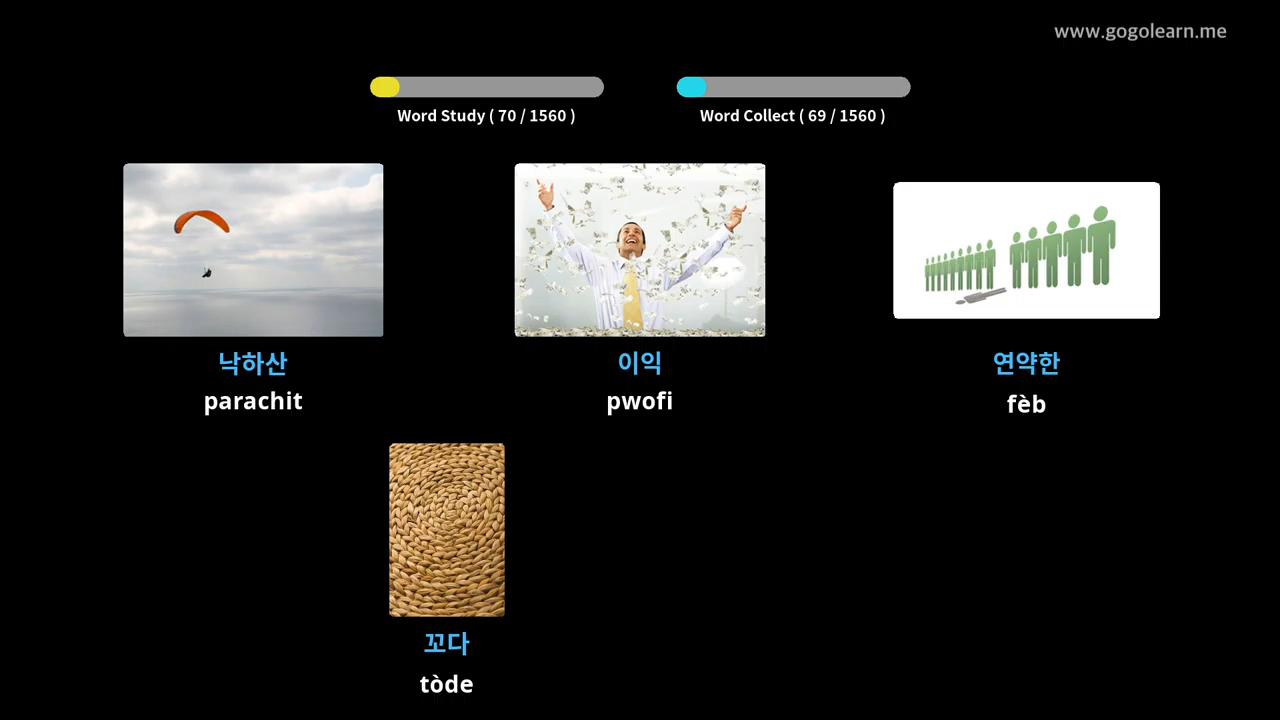 www.gogolearn.me
Word Study ( 70 / 1560 )
Word Collect ( 69 / 1560 )
낙하산
parachit
이익
pwofi
연약한
fèb
꼬다
tòde